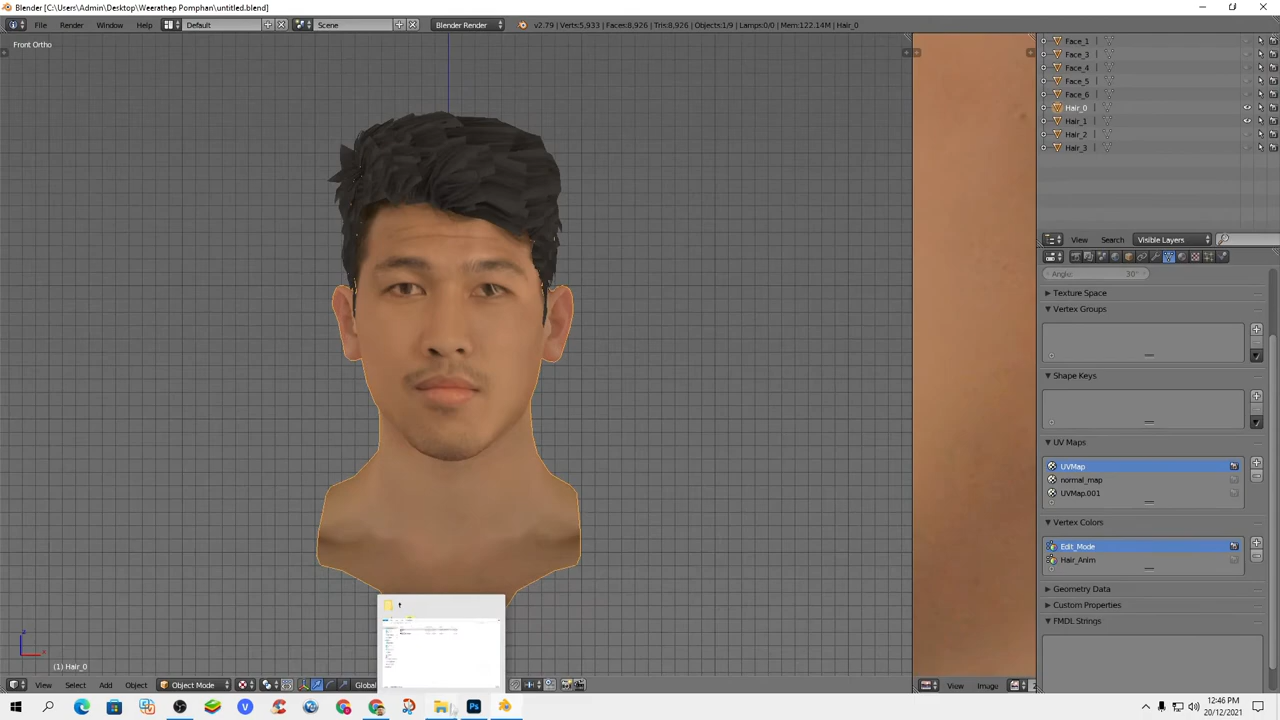 Blender [C:\Users\Admin\Desktop\Weerathep Pomphan\untitled.blend]
File Render Window Help Default Scene Blender Render v2.79 | Verts:5,933 | Faces:8,926 | Tris:8,926 | Objects:1/9 | Lamps:0/0 | Mem:122.14M | Hair_0
Front Ortho
Face_1
Face_3
Face_4
Face_5
Face_6
Hair_0
Hair_1
Hair_2
Hair_3
View Search Visible Layers
Angle: 30°
Texture Space
Vertex Groups
Shape Keys
UV Maps
UVMap
normal_map
UVMap.001
Vertex Colors
Edit_Mode
Hair_Anim
Geometry Data
Custom Properties
z
x
(1) Hair_0
View Select Add Object Object Mode Global
View Image
Ps
12:46 PM
20/12/2021